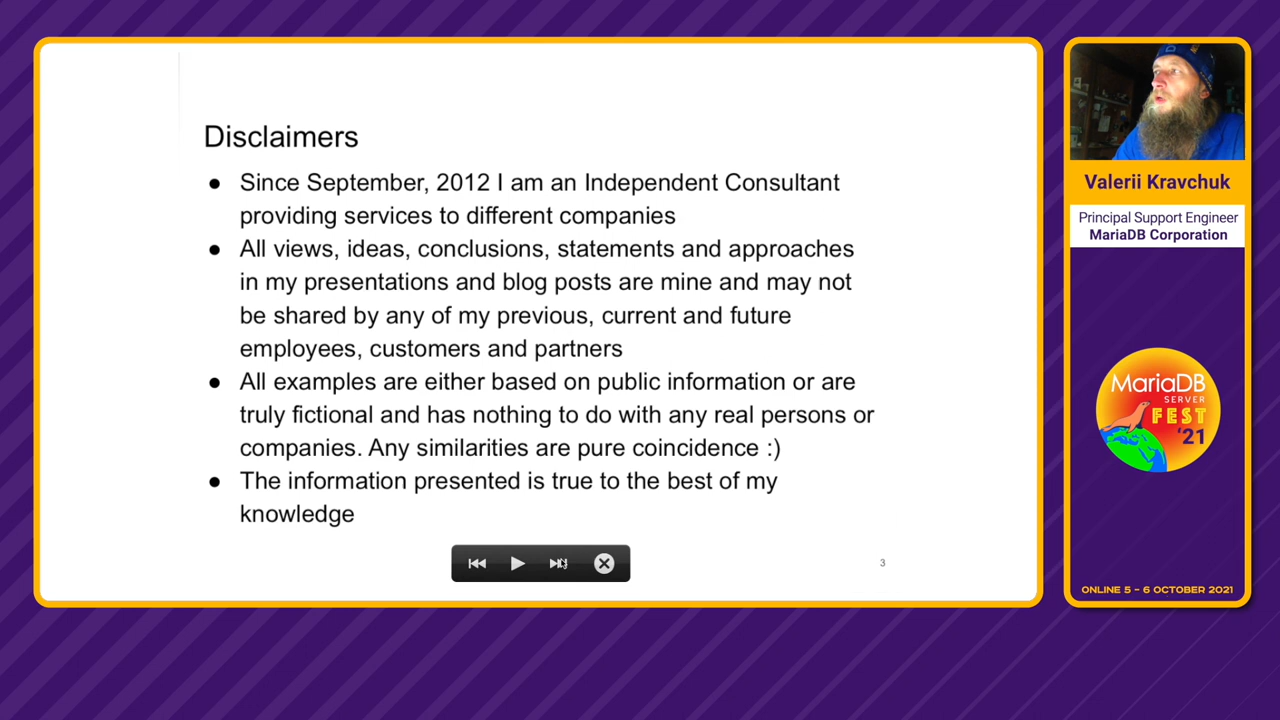 Disclaimers
● Since September, 2012 I am an Independent Consultant
providing services to different companies
● All views, ideas, conclusions, statements and approaches
in my presentations and blog posts are mine and may not
be shared by any of my previous, current and future
employees, customers and partners
● All examples are either based on public information or are
truly fictional and has nothing to do with any real persons or
companies. Any similarities are pure coincidence :)
● The information presented is true to the best of my
knowledge
3
Valerii Kravchuk
Principal Support Engineer
MariaDB Corporation
MariaDB
SERVER
FEST
'21
ONLINE 5 - 6 OCTOBER 2021